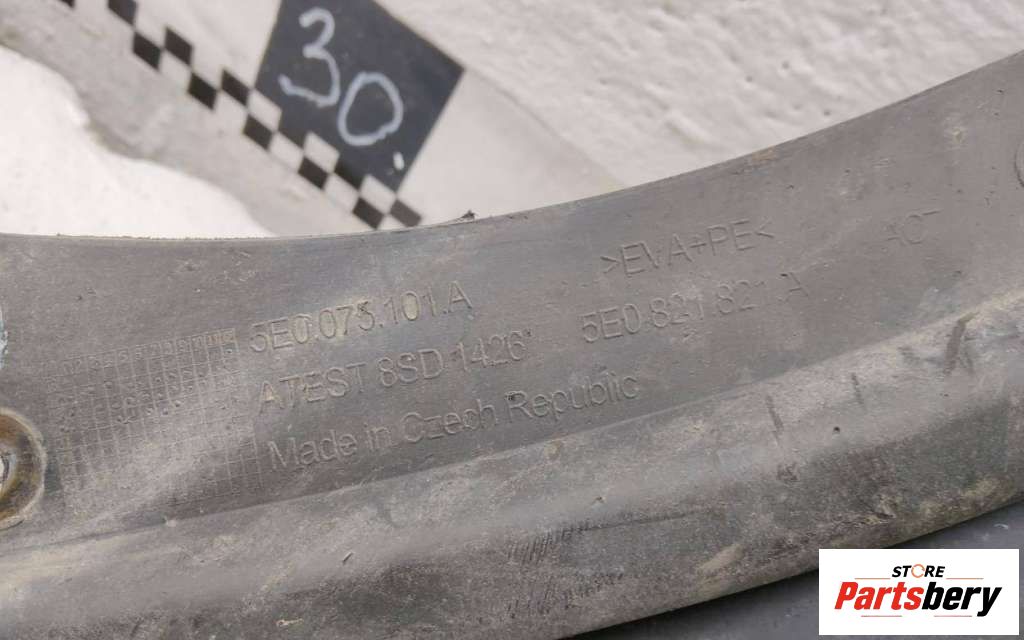 30.
>EVA+PE<
5E0.073.101.A
5E0.821.821.A
ATEST 8SD 1426
Made in Czech Republic
STORE
Partsbery